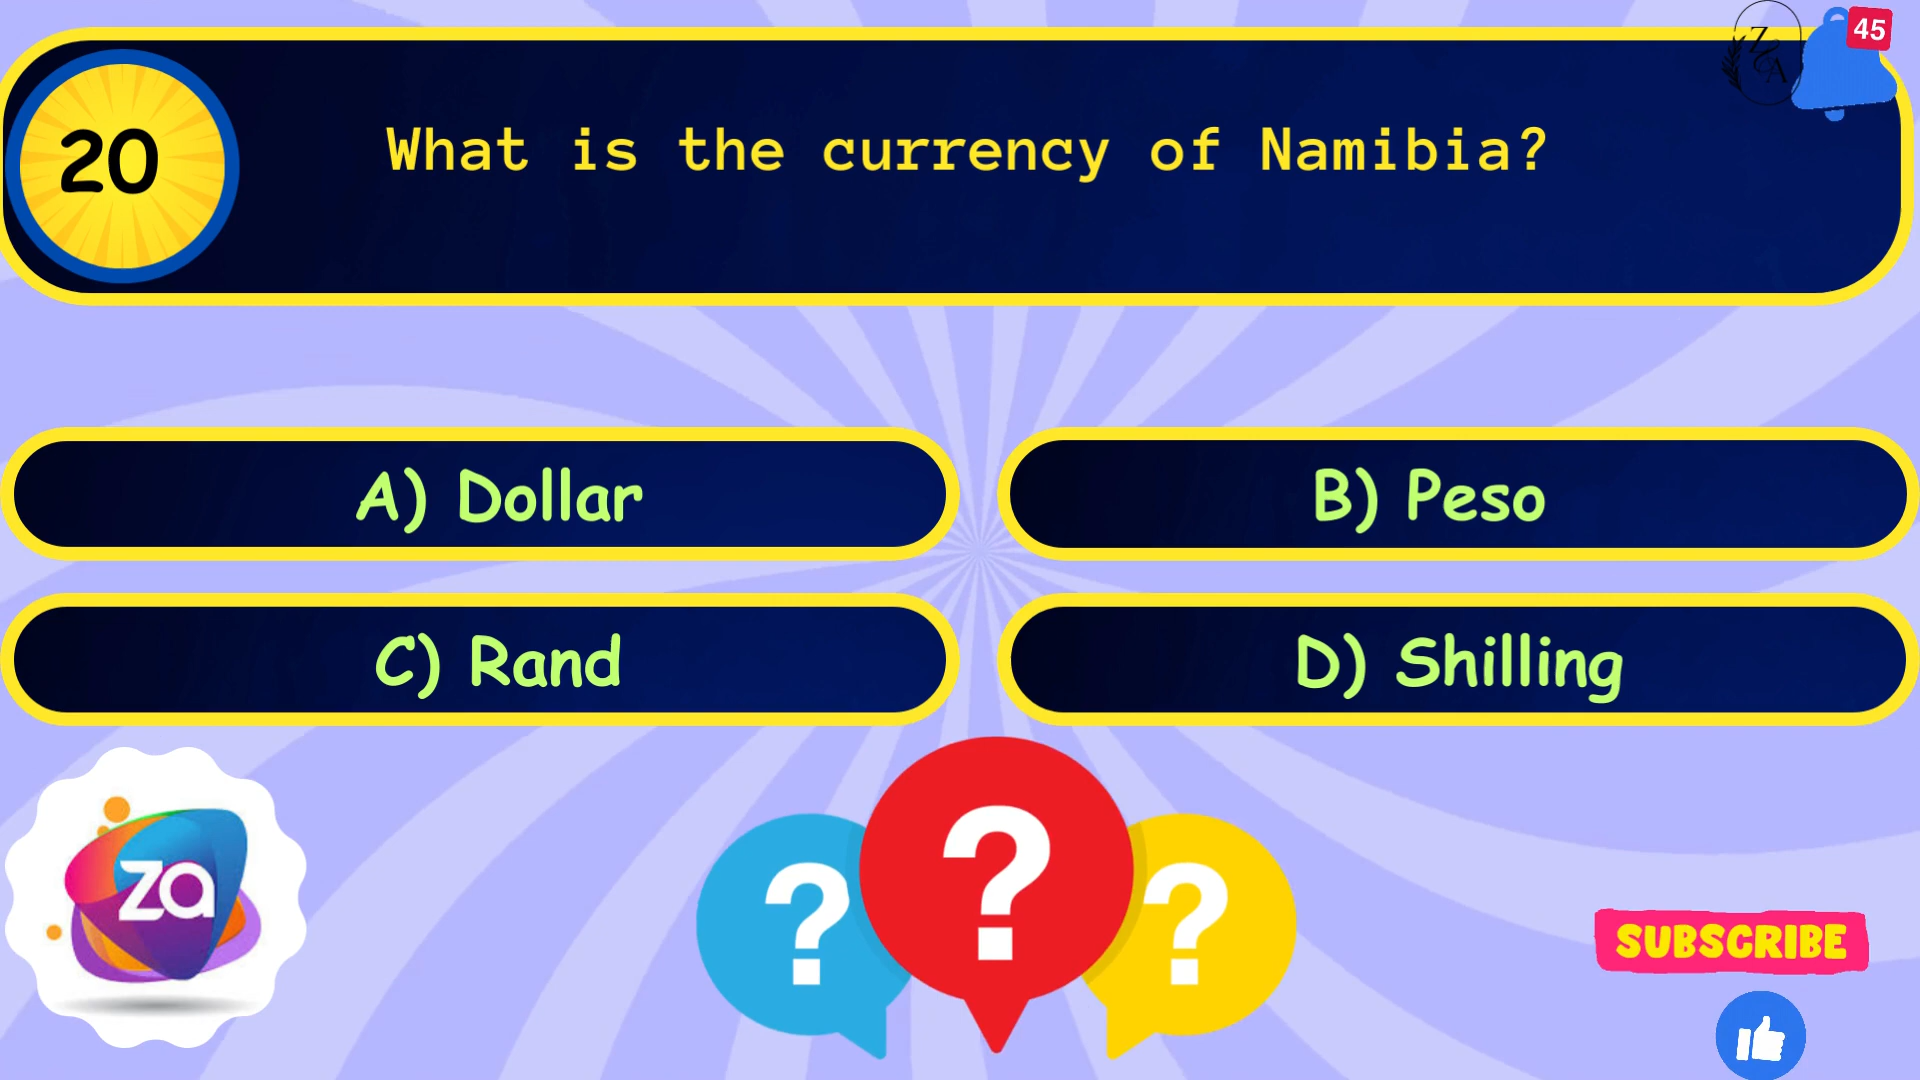 45
Z
&
A
20
What is the currency of Namibia?
A) Dollar
B) Peso
C) Rand
D) Shilling
? ? ?
za
SUBSCRIBE